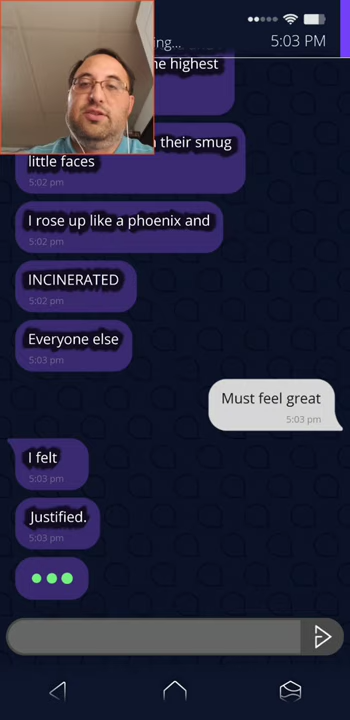 ing...
5:03 PM
he highest
their smug
little faces
5:02 pm
I rose up like a phoenix and
5:02 pm
INCINERATED
5:02 pm
Everyone else
5:03 pm
Must feel great
5:03 pm
I felt
5:03 pm
Justified.
5:03 pm